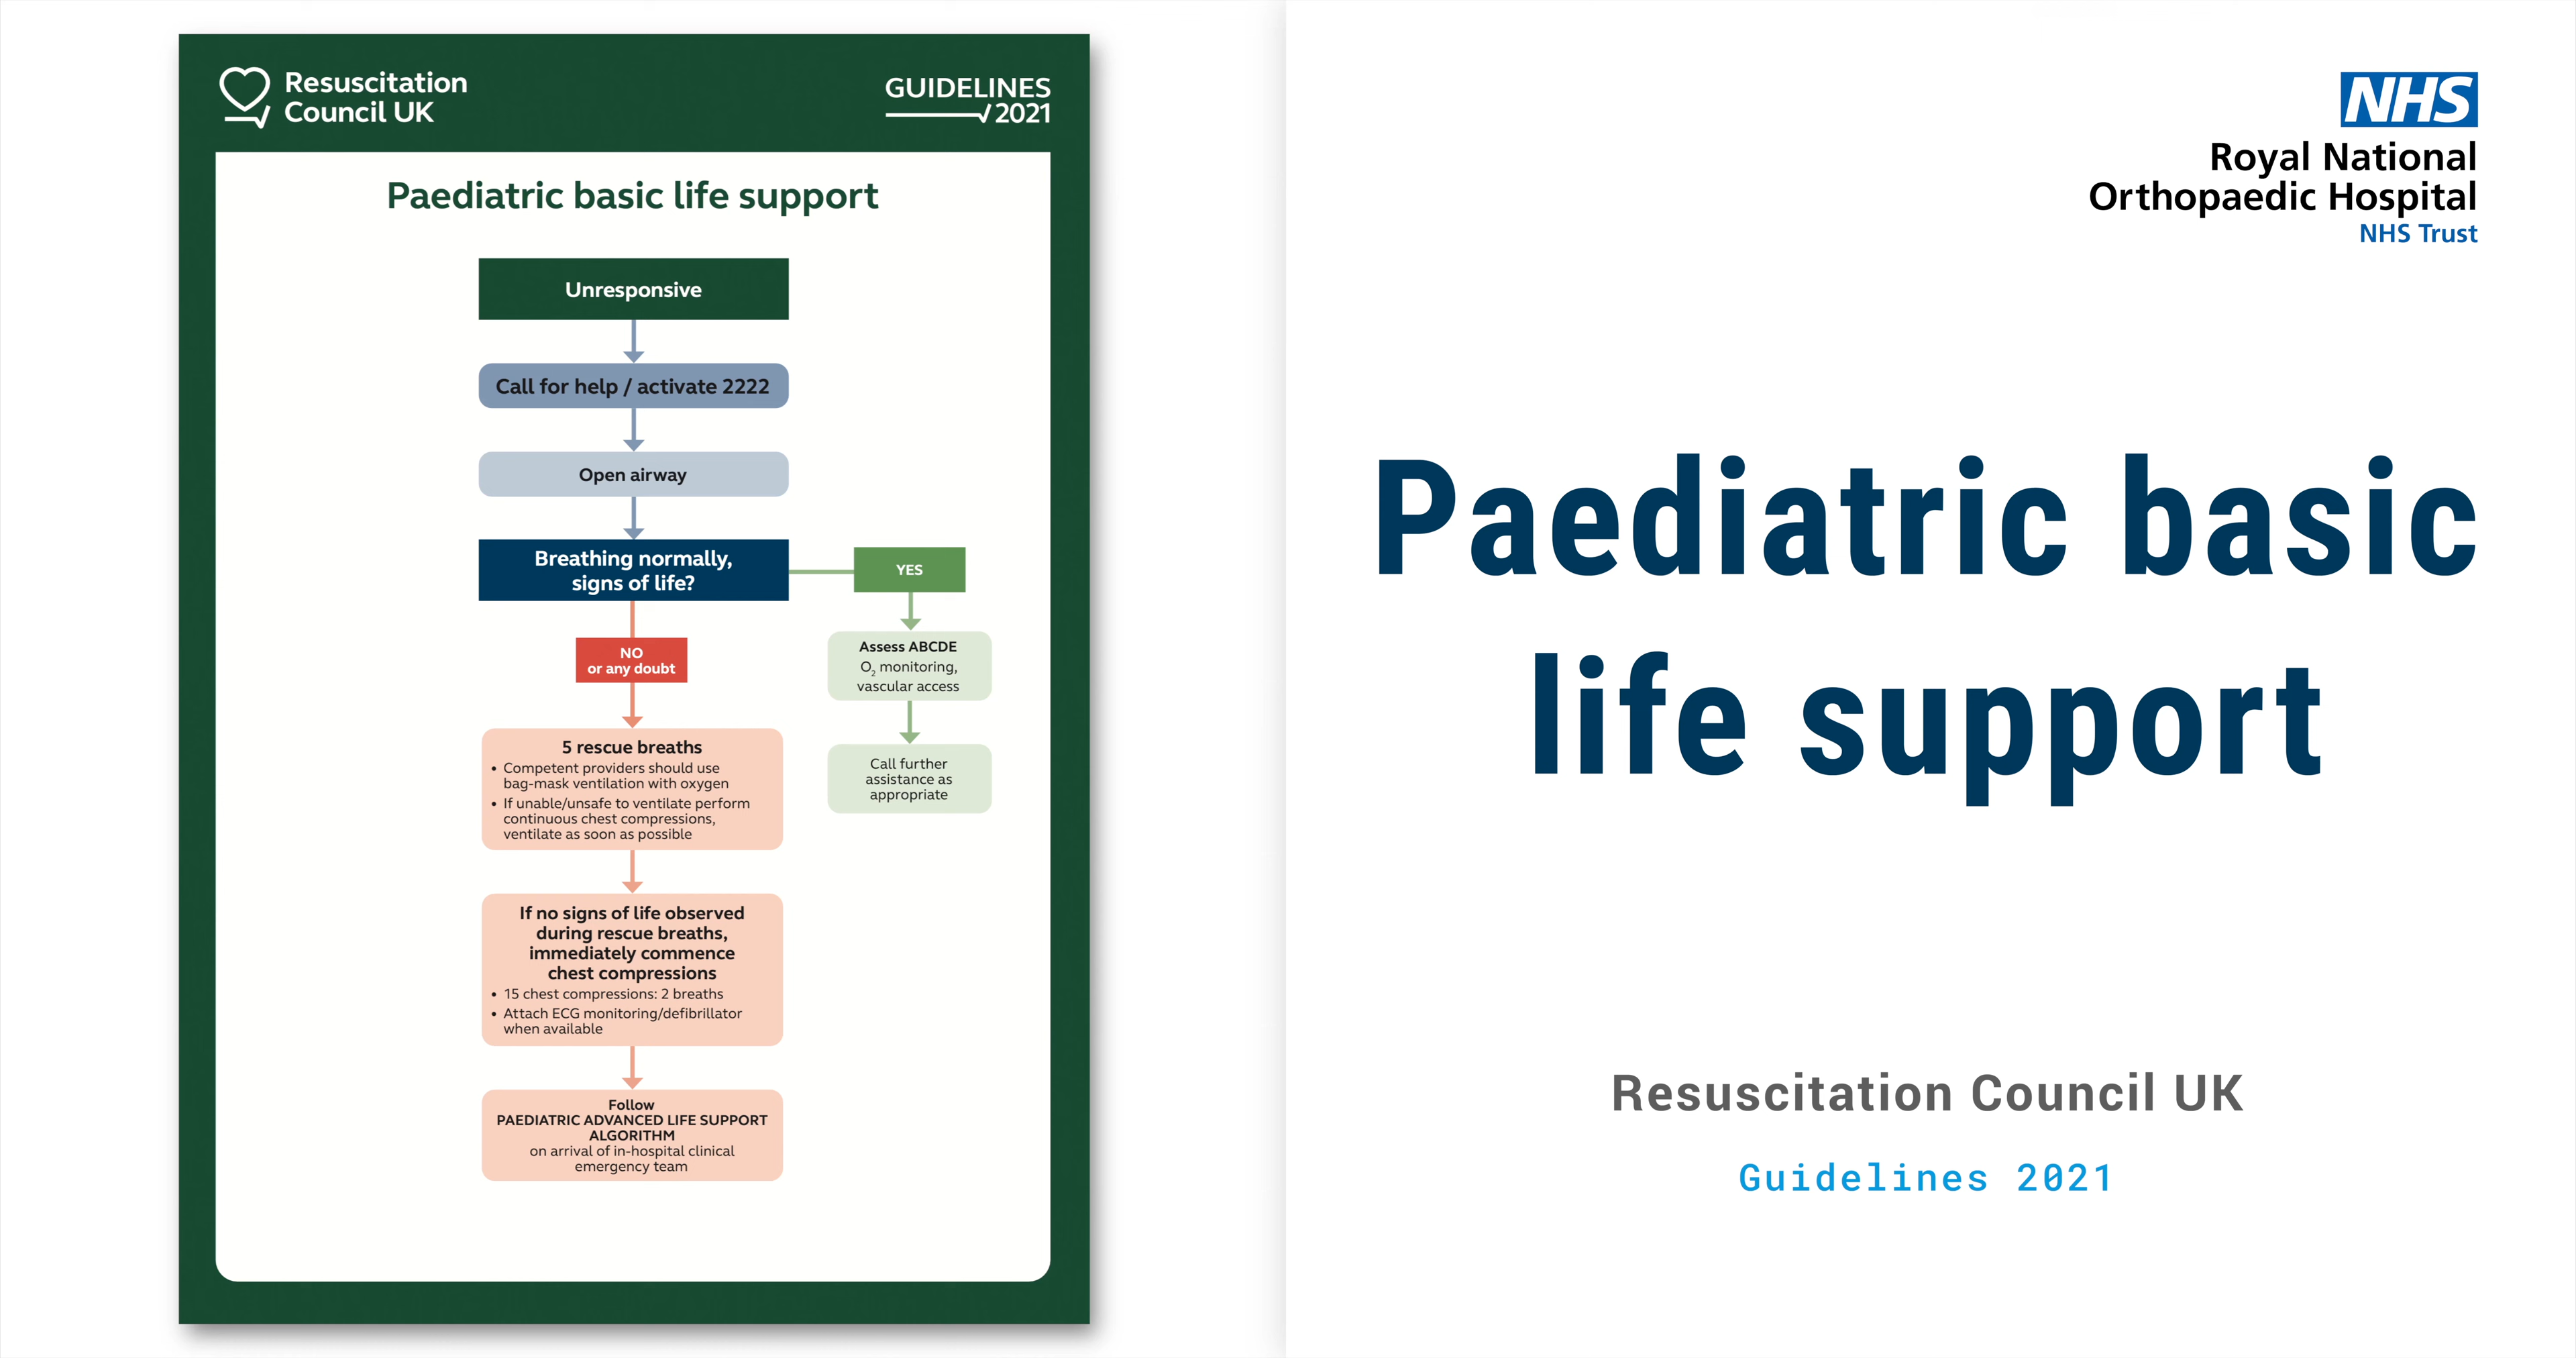 Resuscitation
Council UK
GUIDELINES
2021
Paediatric basic life support
Unresponsive
Call for help / activate 2222
Open airway
Breathing normally,
signs of life?
YES
NO
or any doubt
Assess ABCDE
O₂ monitoring,
vascular access
Call further
assistance as
appropriate
5 rescue breaths
• Competent providers should use
bag-mask ventilation with oxygen
• If unable/unsafe to ventilate perform
continuous chest compressions,
ventilate as soon as possible
If no signs of life observed
during rescue breaths,
immediately commence
chest compressions
• 15 chest compressions: 2 breaths
• Attach ECG monitoring/defibrillator
when available
Follow
PAEDIATRIC ADVANCED LIFE SUPPORT
ALGORITHM
on arrival of in-hospital clinical
emergency team
NHS
Royal National
Orthopaedic Hospital
NHS Trust
Paediatric basic
life support
Resuscitation Council UK
Guidelines 2021